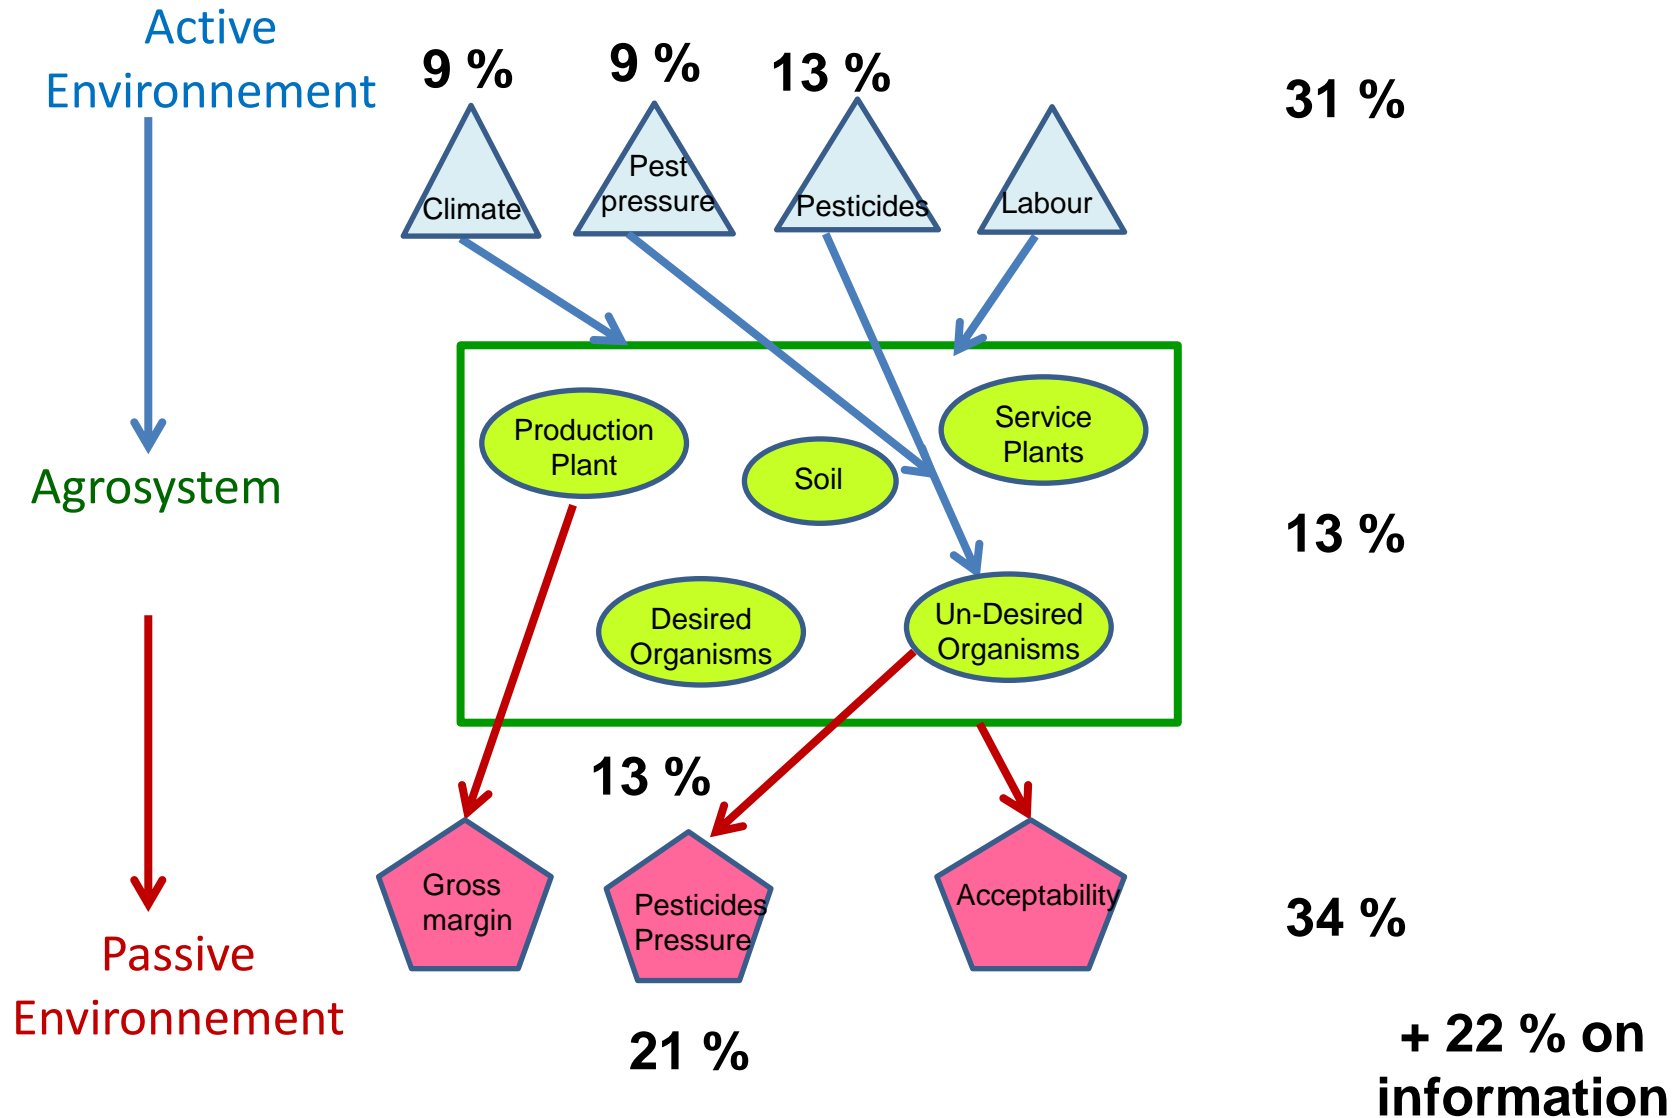 Active
Environnement
9 %
9 %
13 %
31 %
Climate
Pest
pressure
Pesticides
Labour
Agrosystem
Production
Plant
Soil
Service
Plants
13 %
Desired
Organisms
Un-Desired
Organisms
13 %
Passive
Environnement
Gross
margin
Pesticides
Pressure
Acceptability
34 %
21 %
+ 22 % on
information